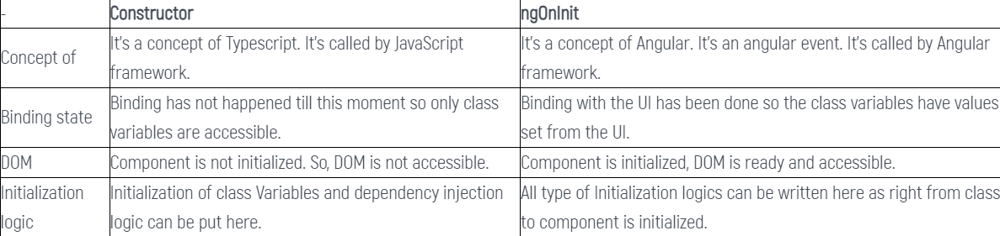 - Constructor ngOnInit
Concept of
It's a concept of Typescript. It's called by JavaScript
framework.
It's a concept of Angular. It's an angular event. It's called by Angular
framework.
Binding state
Binding has not happened till this moment so only class
variables are accessible.
Binding with the UI has been done so the class variables have values
set from the UI.
DOM
Component is not initialized. So, DOM is not accessible.
Component is initialized, DOM is ready and accessible.
Initialization
logic
Initialization of class Variables and dependency injection
logic can be put here.
All type of Initialization logics can be written here as right from class
to component is initialized.